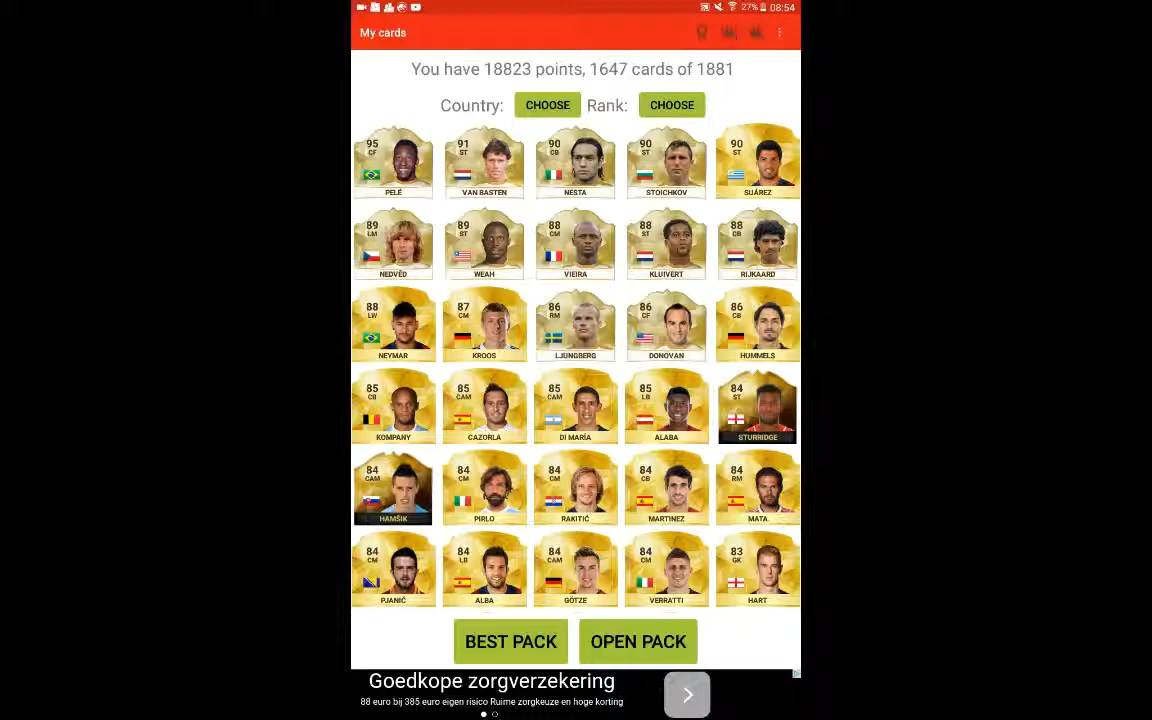 27% 08:54
My cards
You have 18823 points, 1647 cards of 1881
Country: CHOOSE Rank: CHOOSE
95 CF PELÉ
91 ST VAN BASTEN
90 CB NESTA
90 ST STOICHKOV
90 ST SUÁREZ
89 LM NEDVĚD
89 ST WEAH
88 CM VIEIRA
88 ST KLUIVERT
88 CB RIJKAARD
88 LW NEYMAR
87 CM KROOS
86 RM LJUNGBERG
86 CF DONOVAN
86 CB HUMMELS
85 CB KOMPANY
85 CAM CAZORLA
85 CAM DI MARÍA
85 LB ALABA
84 ST STURRIDGE
84 CAM HAMŠIK
84 CM PIRLO
84 CM RAKITIĆ
84 CB MARTINEZ
84 RM MATA
84 CM PJANIĆ
84 LB ALBA
84 CAM GÖTZE
84 CM VERRATTI
83 GK HART
BEST PACK OPEN PACK
Goedkope zorgverzekering
88 euro bij 385 euro eigen risico Ruime zorgkeuze en hoge korting